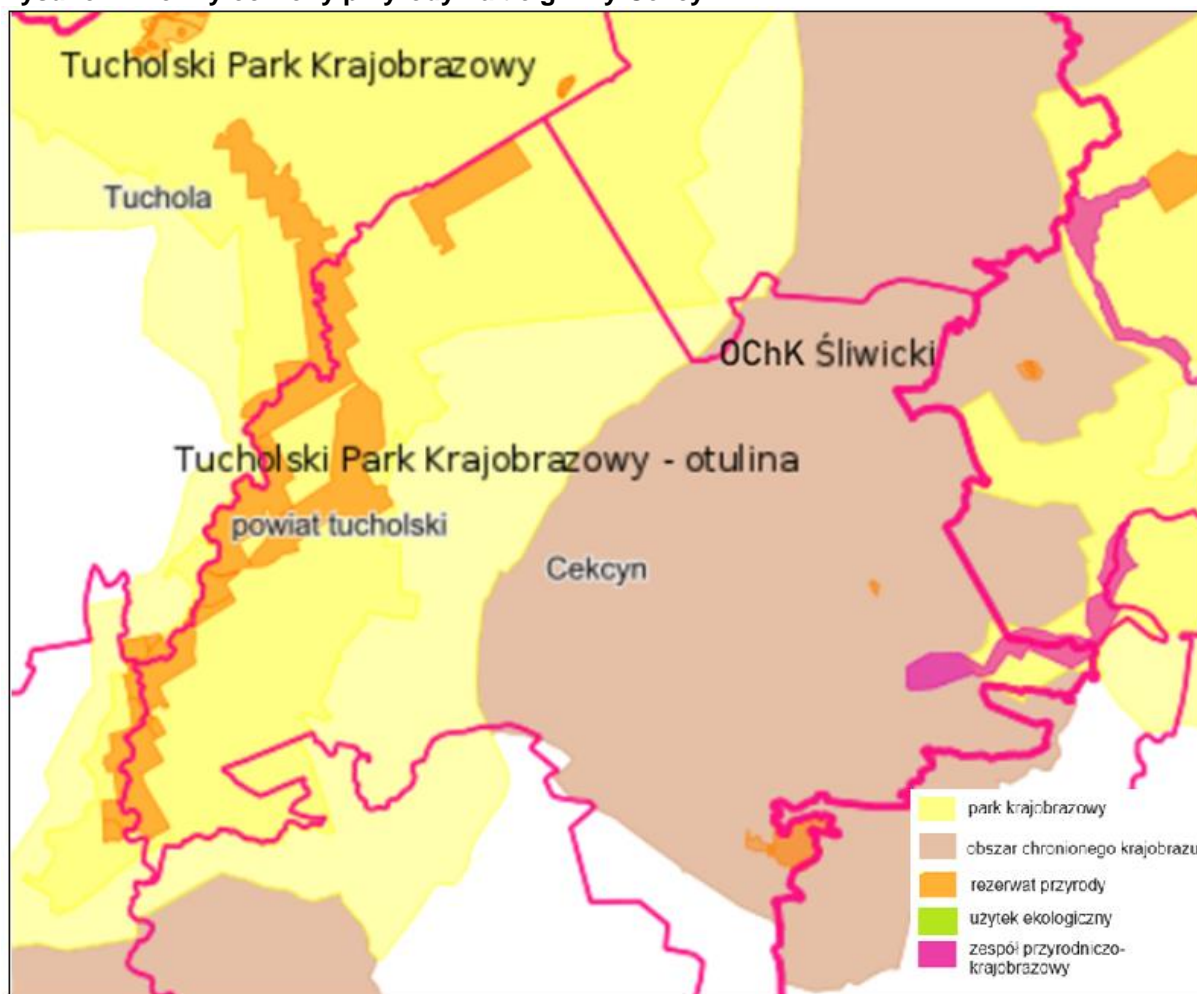 Tucholski Park Krajobrazowy
Tuchola
OChK Śliwicki
Tucholski Park Krajobrazowy - otulina
powiat tucholski
Cekcyn
park krajobrazowy
obszar chronionego krajobrazu
rezerwat przyrody
użytek ekologiczny
zespół przyrodniczo-
krajobrazowy